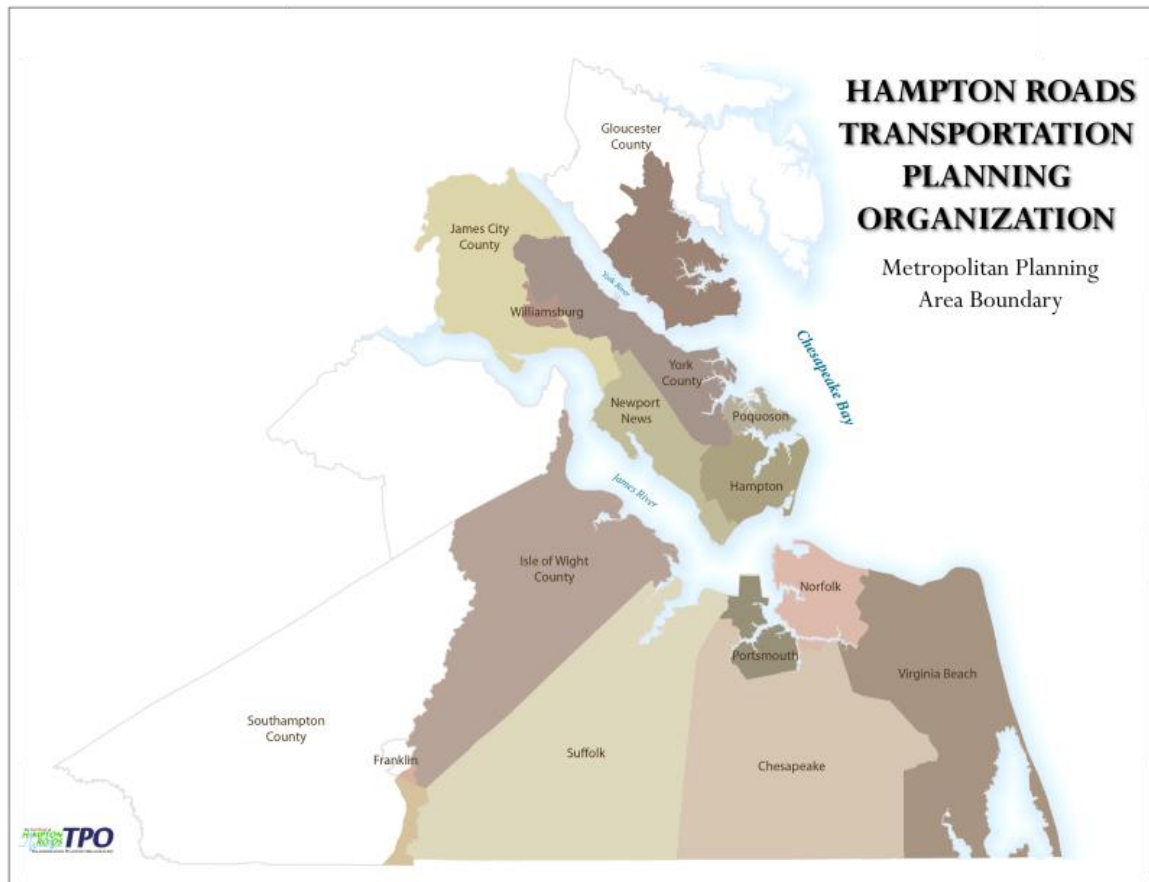 HAMPTON ROADS
TRANSPORTATION
PLANNING
ORGANIZATION
Metropolitan Planning
Area Boundary
Gloucester
County
James City
County
York River
Williamsburg
Chesapeake Bay
York
County
Newport
News
Poquoson
James River
Hampton
Isle of Wight
County
Norfolk
Portsmouth
Virginia Beach
Southampton
County
Franklin
Suffolk
Chesapeake
HAMPTON
ROADS
TPO